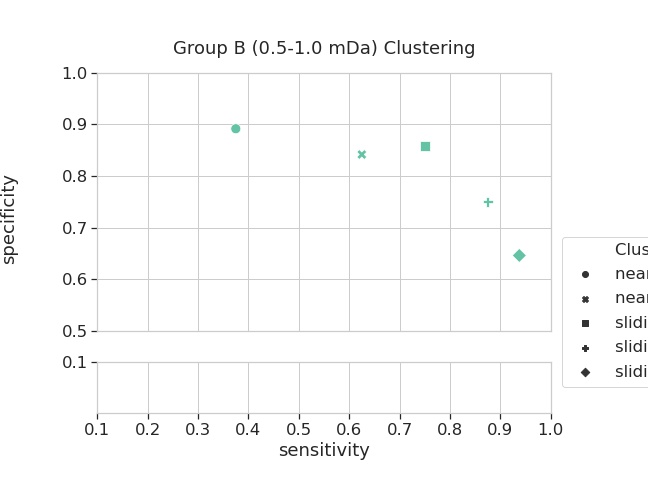 Group B (0.5-1.0 mDa) Clustering
1.0
0.9
0.8
0.7
0.6
0.5
0.1
specificity
0.1 0.2 0.3 0.4 0.5 0.6 0.7 0.8 0.9 1.0
sensitivity
Clus
near
near
slidi
slidi
slidi